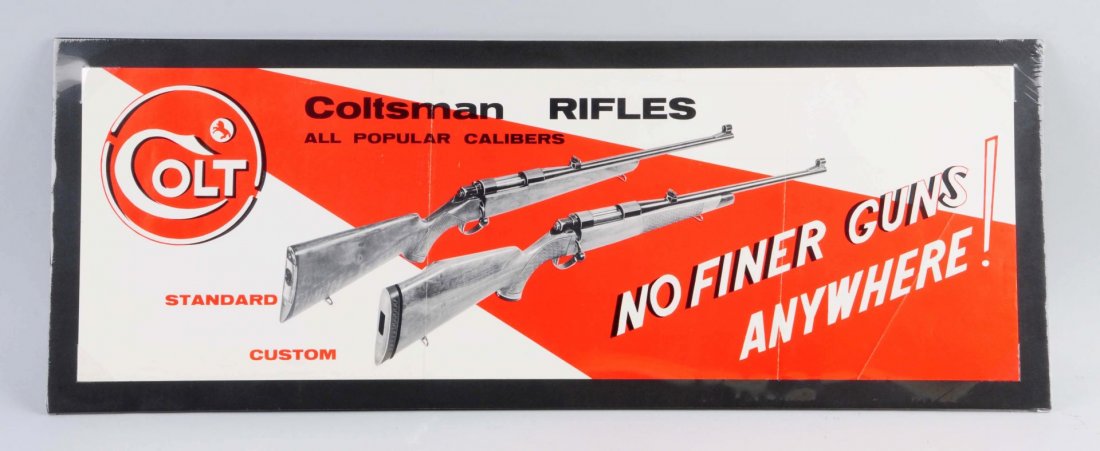 COLT
Coltsman RIFLES
ALL POPULAR CALIBERS
STANDARD
CUSTOM
NO FINER GUNS
ANYWHERE!